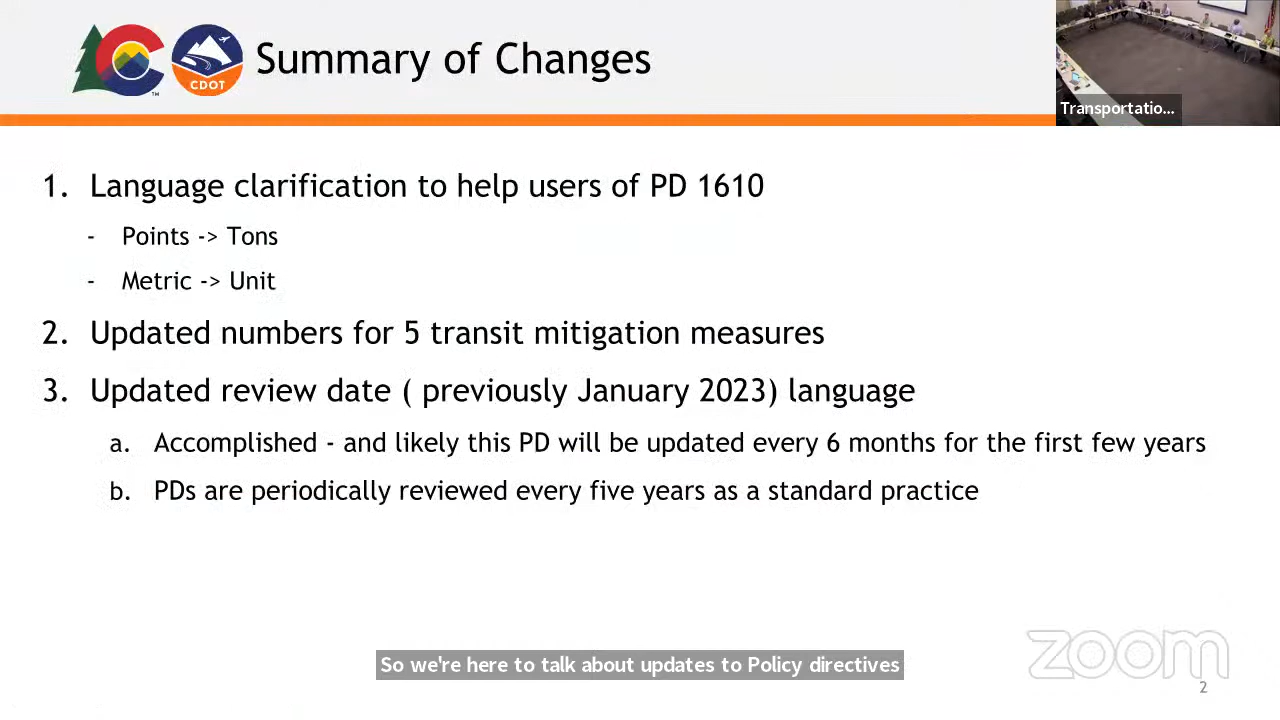 CDOT
Summary of Changes
Transportatio...
1. Language clarification to help users of PD 1610
- Points -> Tons
- Metric -> Unit
2. Updated numbers for 5 transit mitigation measures
3. Updated review date ( previously January 2023) language
a. Accomplished - and likely this PD will be updated every 6 months for the first few years
b. PDs are periodically reviewed every five years as a standard practice
So we're here to talk about updates to Policy directives
zoom
2